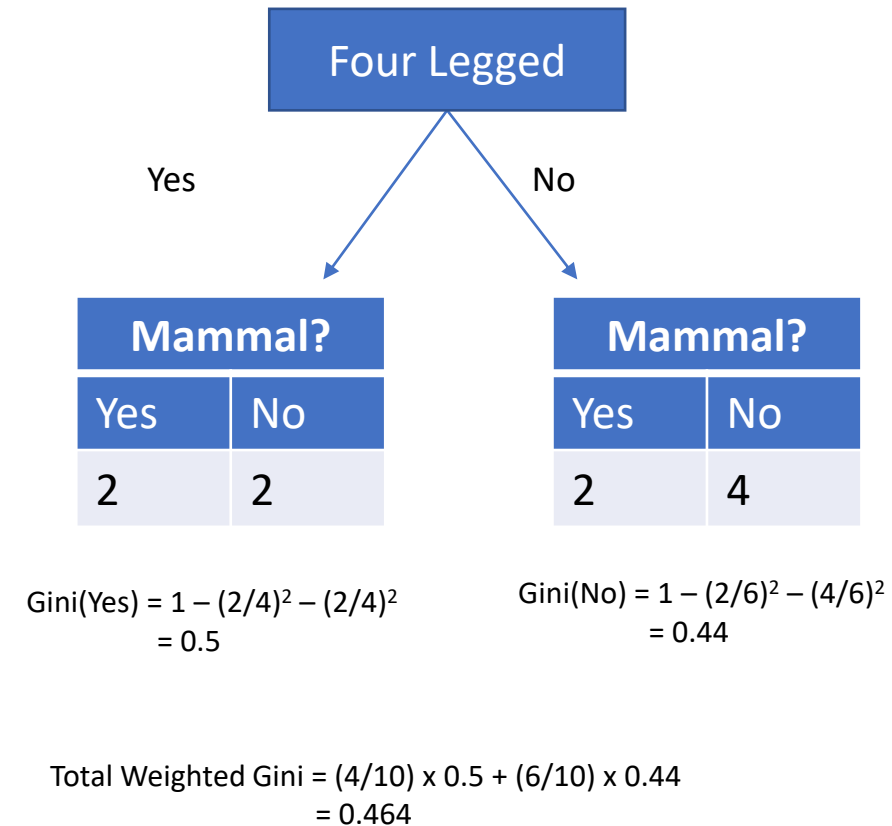 Four Legged
Yes No
Mammal? Mammal?
Yes No Yes No
2 2 2 4
Gini(Yes) = 1 – (2/4)² – (2/4)²
= 0.5
Gini(No) = 1 – (2/6)² – (4/6)²
= 0.44
Total Weighted Gini = (4/10) x 0.5 + (6/10) x 0.44
= 0.464